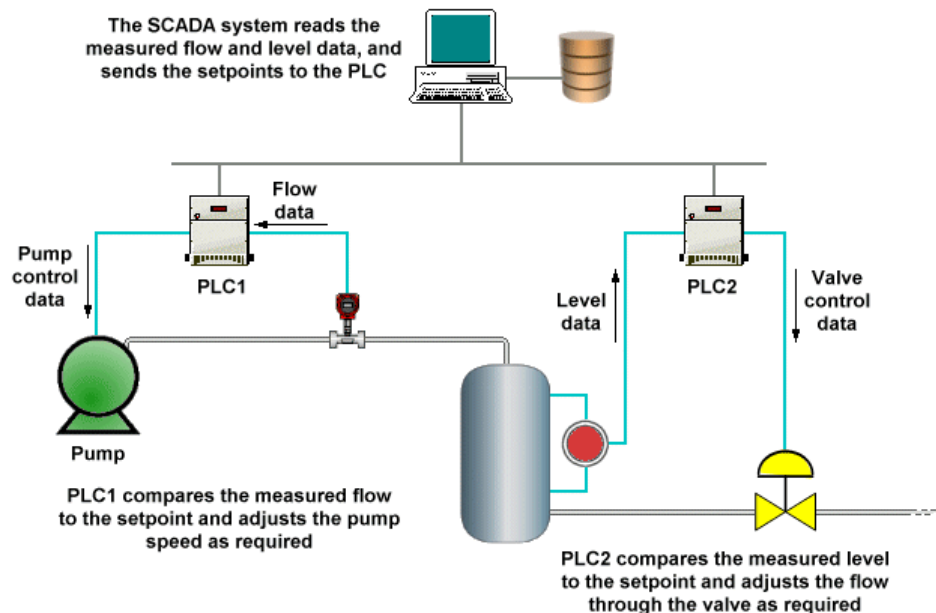 The SCADA system reads the
measured flow and level data, and
sends the setpoints to the PLC
Flow
data
Pump
control
data
PLC1
Level
data
PLC2
Valve
control
data
Pump
PLC1 compares the measured flow
to the setpoint and adjusts the pump
speed as required
PLC2 compares the measured level
to the setpoint and adjusts the flow
through the valve as required